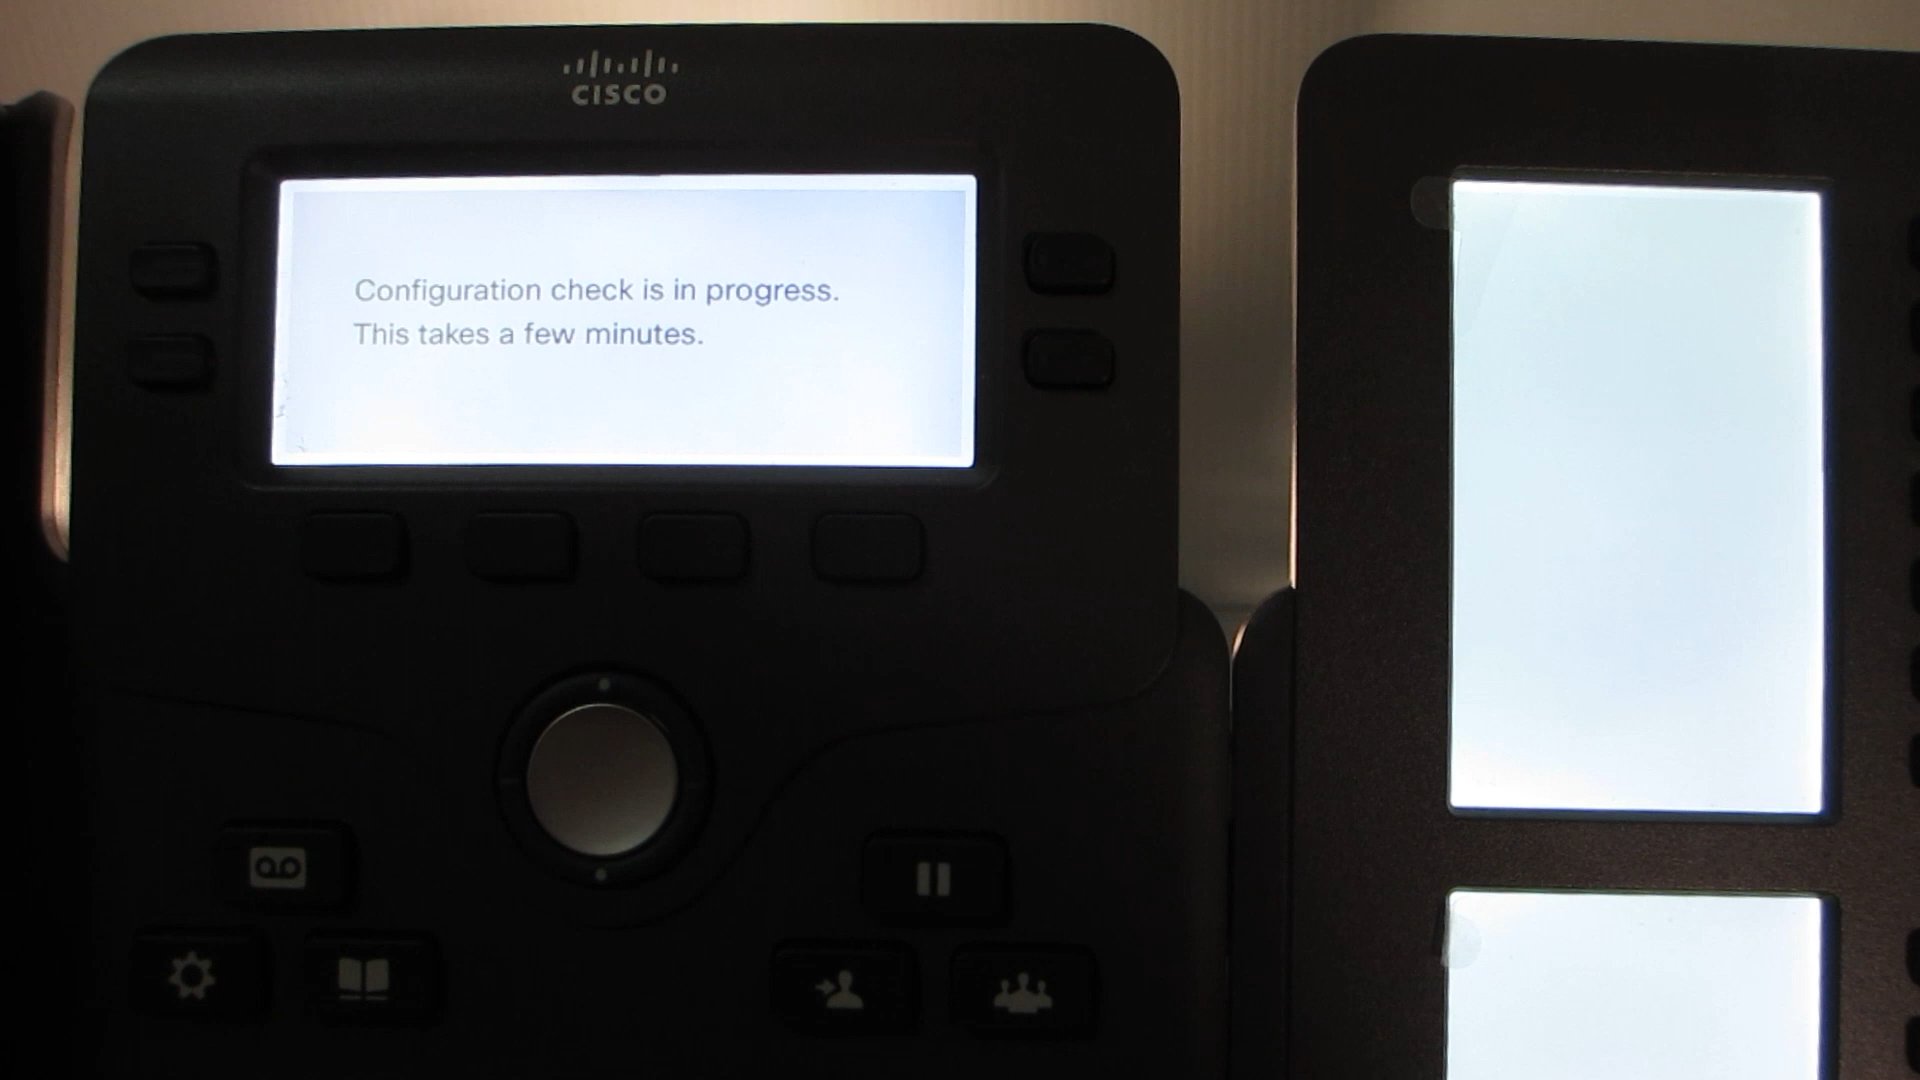 CISCO
Configuration check is in progress.
This takes a few minutes.